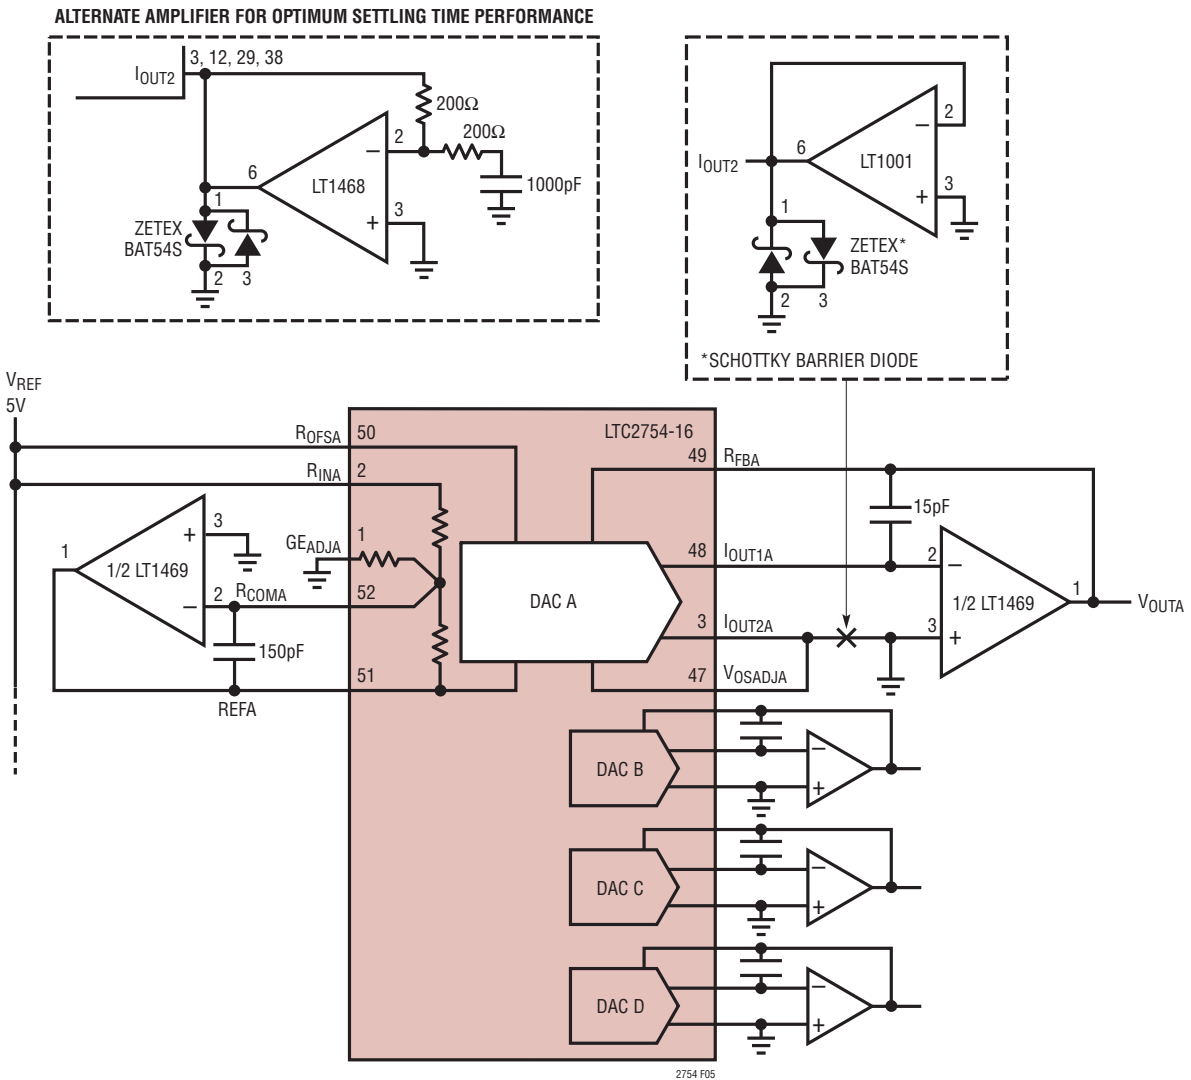 ALTERNATE AMPLIFIER FOR OPTIMUM SETTLING TIME PERFORMANCE
IOUT2
3, 12, 29, 38
200Ω
200Ω
2
−
6
LT1468
1000pF
3
+
1
ZETEX
BAT54S
2
3
2
−
6
IOUT2
LT1001
3
+
1
ZETEX*
BAT54S
2
3
*SCHOTTKY BARRIER DIODE
VREF
5V
ROFSA
50
LTC2754-16
49
RFBA
RINA
2
15pF
3
+
1
GEADJA
1
48
IOUT1A
2
−
1/2 LT1469
2
RCOMA
52
−
DAC A
1
1/2 LT1469
VOUTA
3
IOUT2A
3
+
150pF
51
47
VOSADJA
REFA
DAC B
−
+
DAC C
−
+
DAC D
−
+
2754 F05